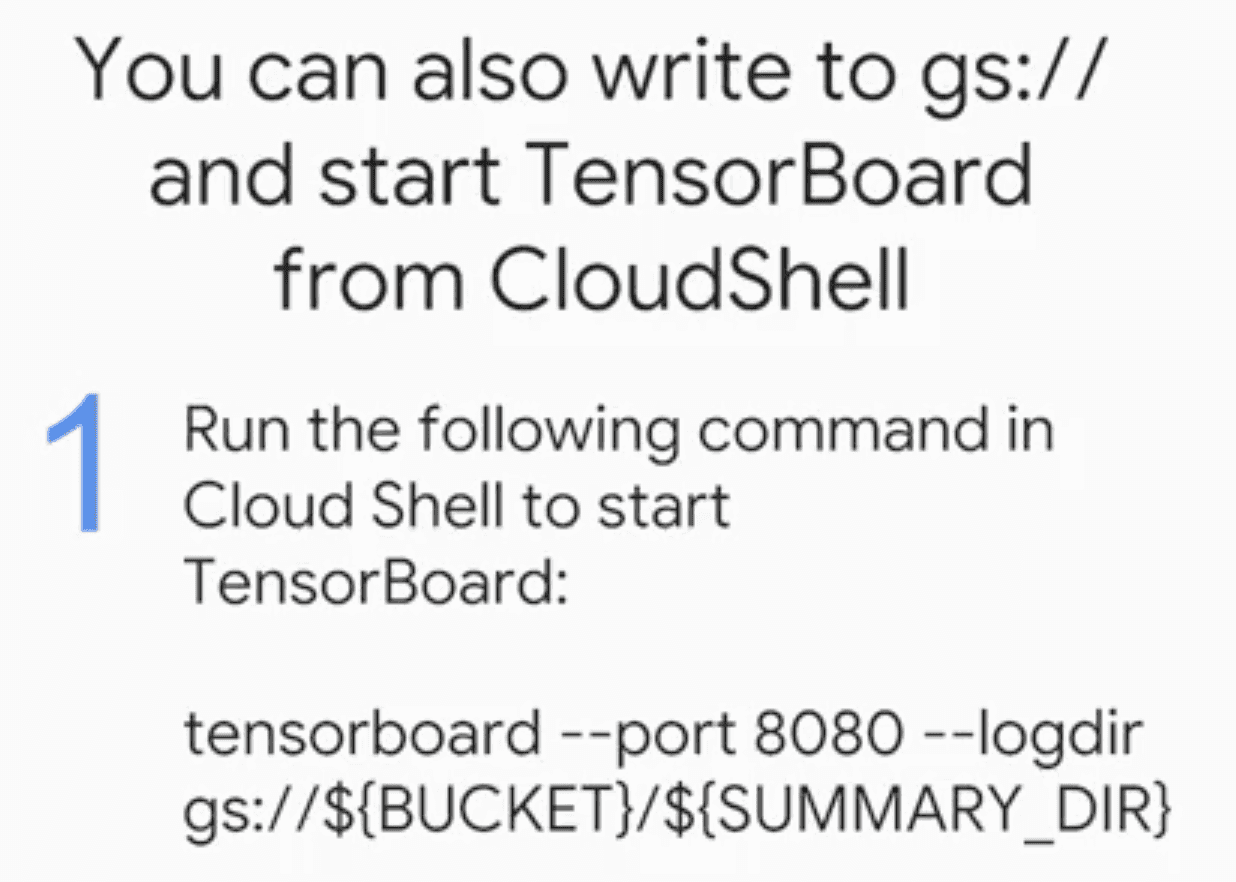 You can also write to gs://
and start TensorBoard
from CloudShell
1
Run the following command in
Cloud Shell to start
TensorBoard:
tensorboard --port 8080 --logdir
gs://${BUCKET}/${SUMMARY_DIR}